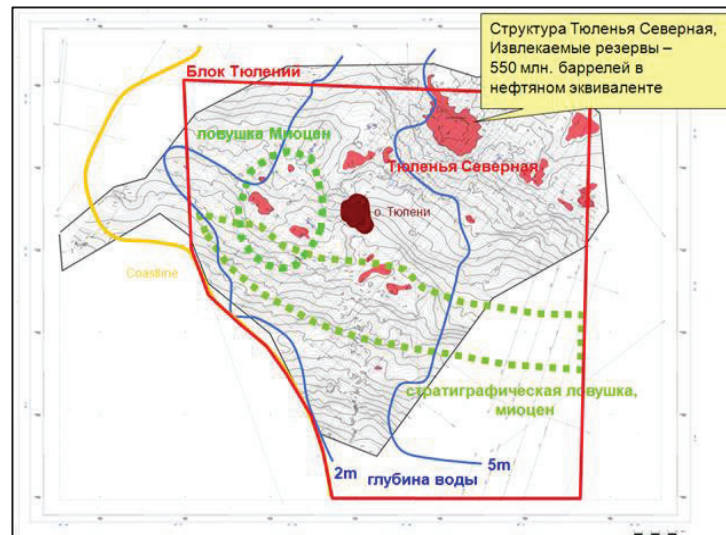 Структура Тюленья Северная,
Извлекаемые резервы –
550 млн. баррелей в
нефтяном эквиваленте
Блок Тюлений
ловушка Миоцен
Тюленья Северная
о. Тюлени
Coastline
стратиграфическая ловушка,
миоцен
2m
5m
глубина воды